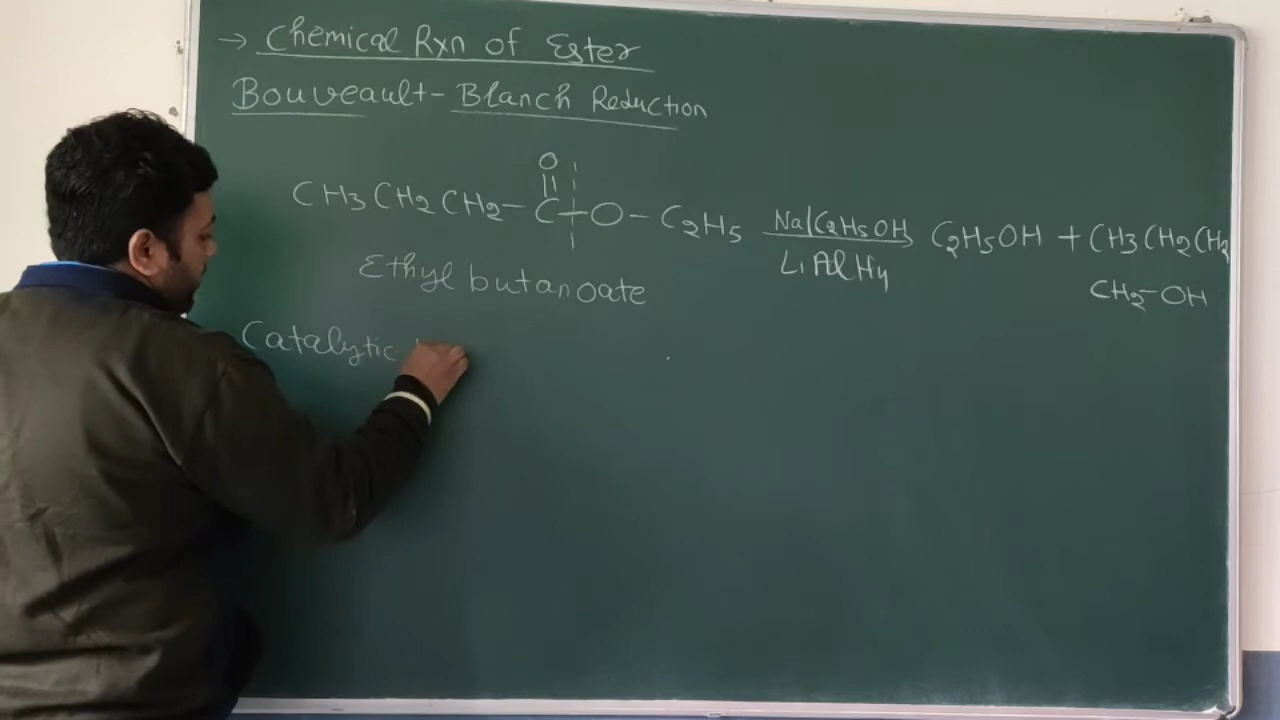 → Chemical Rxn of Ester
Bouveault-Blanch Reduction
O
||
CH3CH2CH2-C-O-C2H5 Na/C2H5OH C2H5OH + CH3CH2CH2
LiAlH4 CH2-OH
Ethyl butanoate
Catalytic